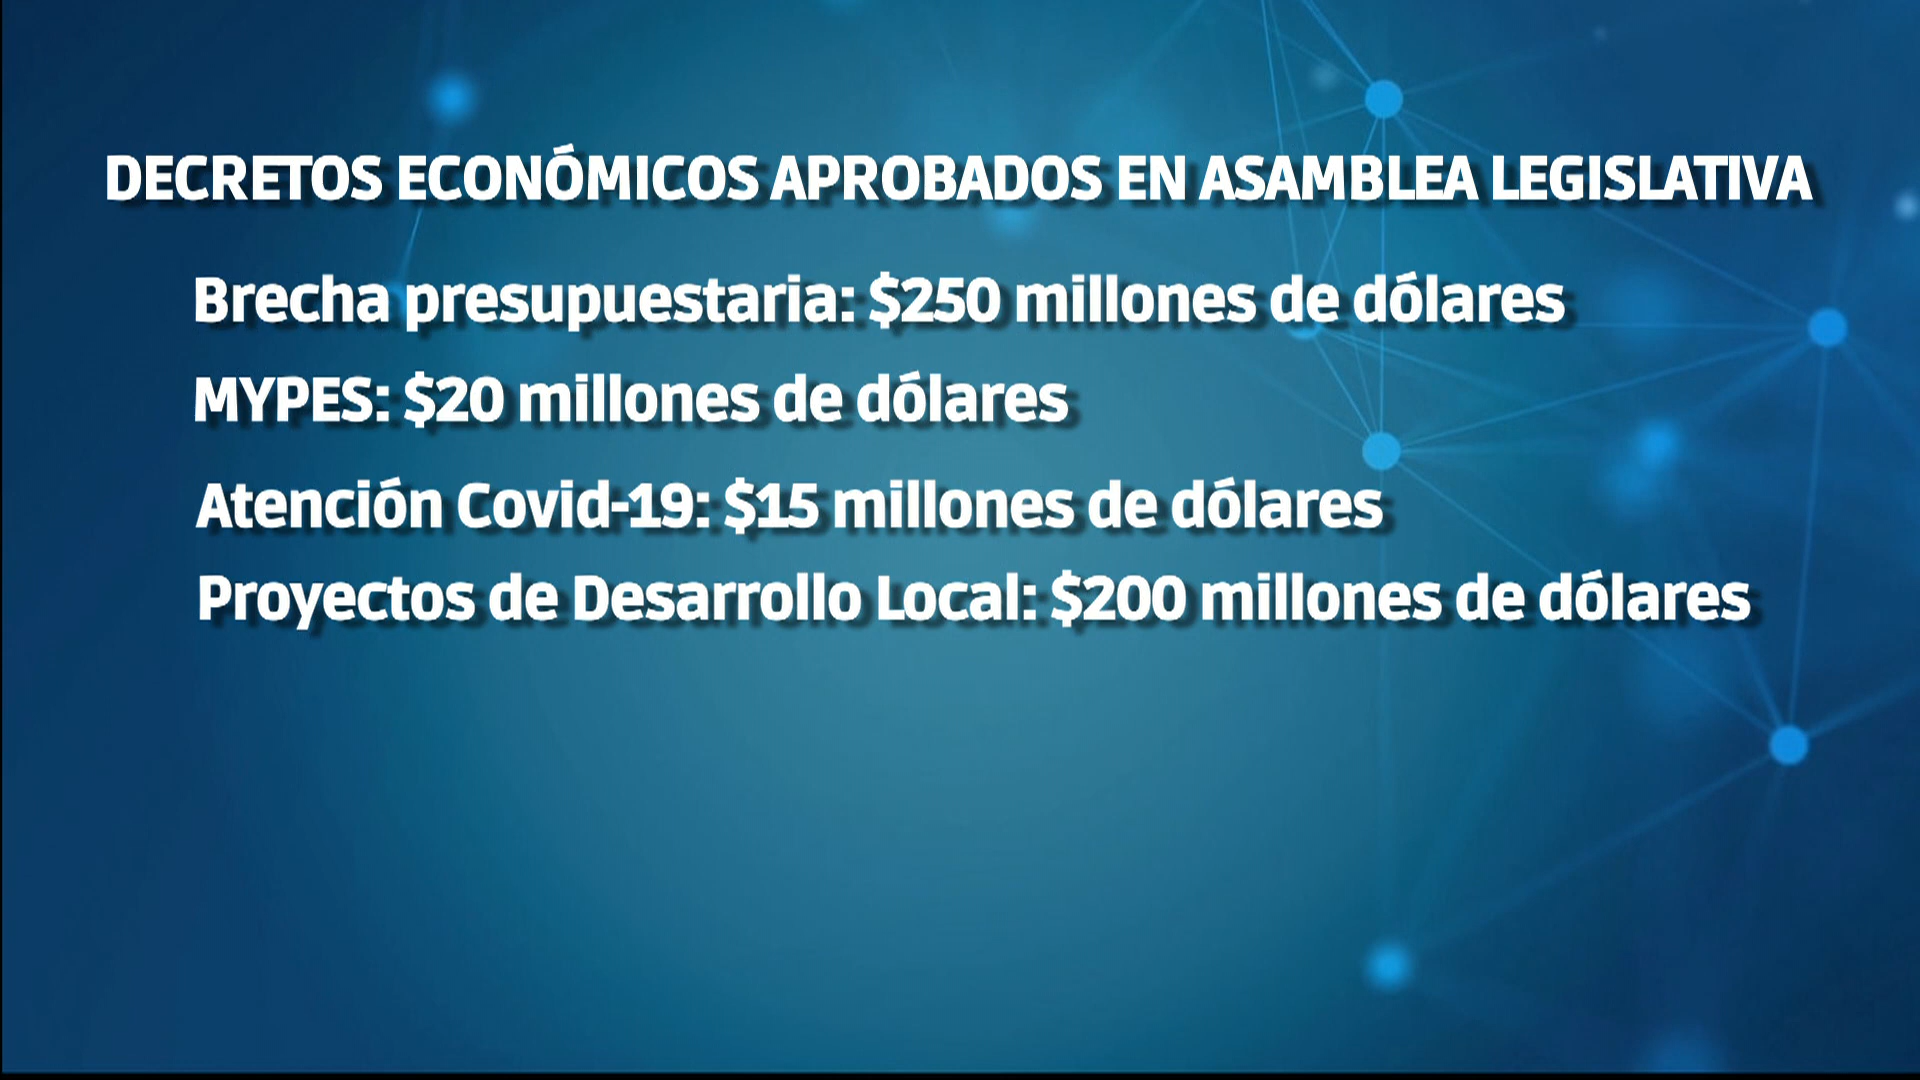 DECRETOS ECONÓMICOS APROBADOS EN ASAMBLEA LEGISLATIVA
Brecha presupuestaria: $250 millones de dólares
MYPES: $20 millones de dólares
Atención Covid-19: $15 millones de dólares
Proyectos de Desarrollo Local: $200 millones de dólares